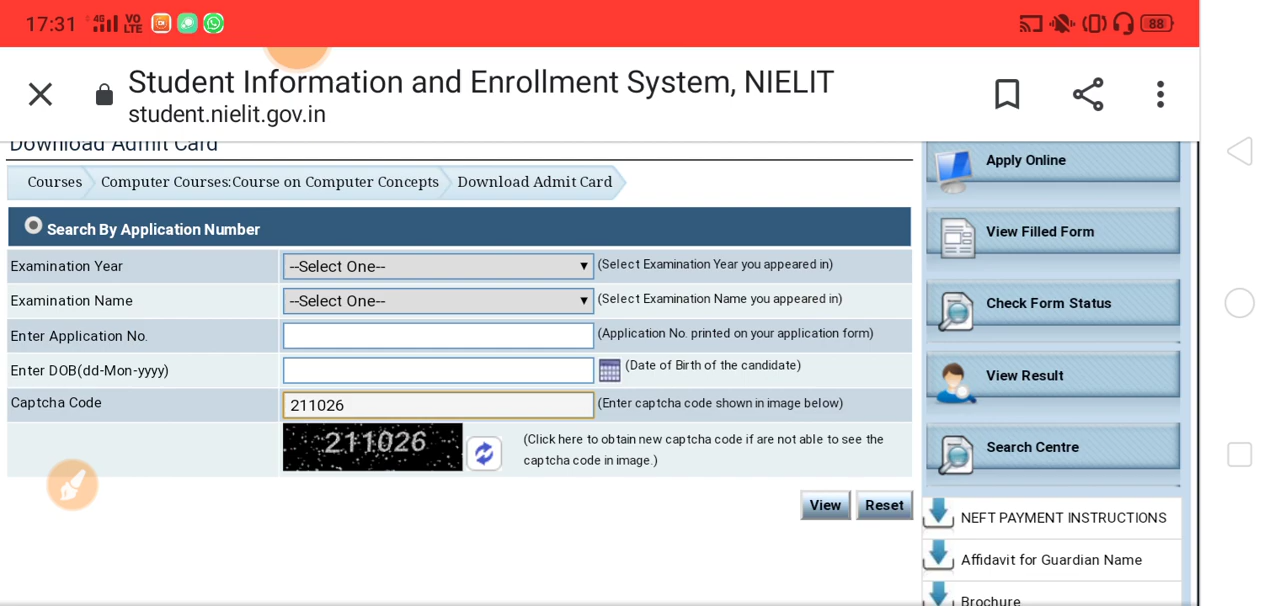 17:31 4G VO LTE 88
Student Information and Enrollment System, NIELIT
student.nielit.gov.in
Download Admit Card
Courses Computer Courses:Course on Computer Concepts Download Admit Card
Search By Application Number
Examination Year --Select One-- (Select Examination Year you appeared in)
Examination Name --Select One-- (Select Examination Name you appeared in)
Enter Application No. (Application No. printed on your application form)
Enter DOB(dd-Mon-yyyy) (Date of Birth of the candidate)
Captcha Code 211026 (Enter captcha code shown in image below)
211026 (Click here to obtain new captcha code if are not able to see the
captcha code in image.)
View Reset
Apply Online
View Filled Form
Check Form Status
View Result
Search Centre
NEFT PAYMENT INSTRUCTIONS
Affidavit for Guardian Name
Brochure